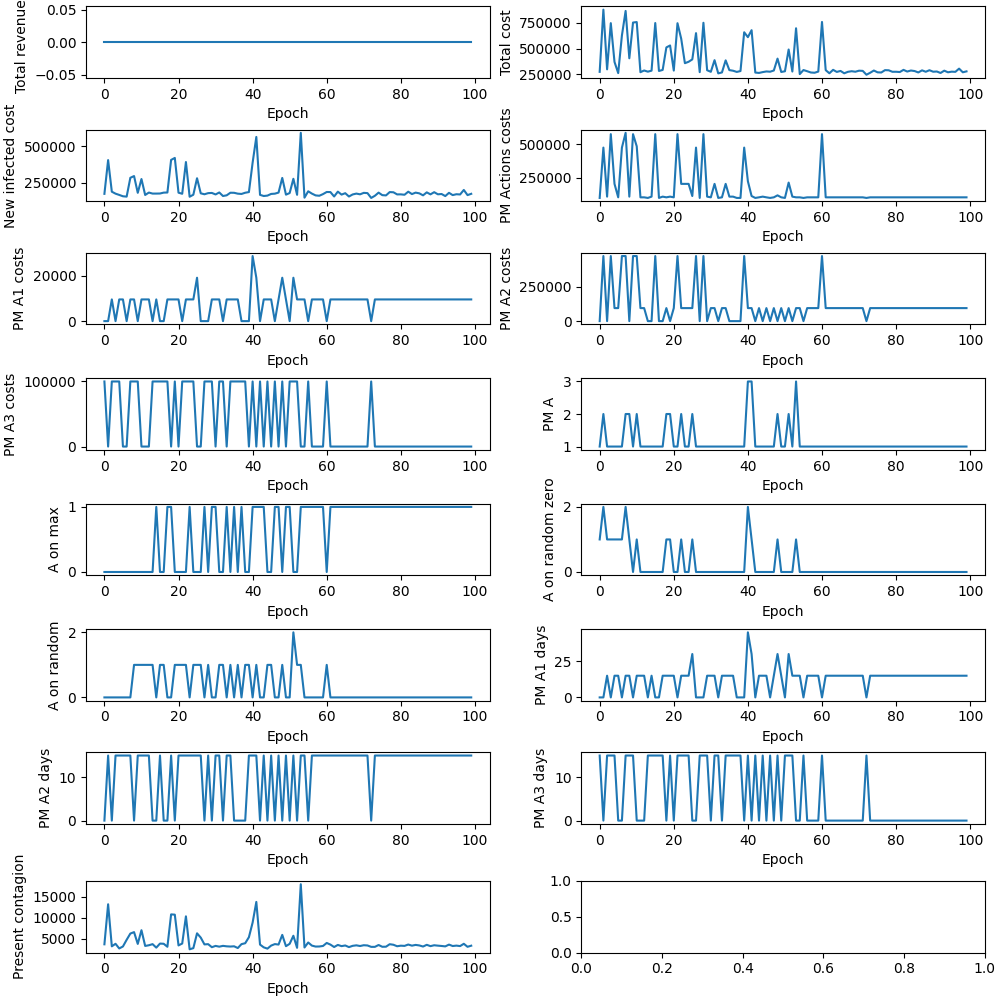 Total revenue
0.05
0.00
−0.05
0 20 40 60 80 100
Epoch
Total cost
750000
500000
250000
0 20 40 60 80 100
Epoch
New infected cost
500000
250000
0 20 40 60 80 100
Epoch
PM Actions costs
500000
250000
0 20 40 60 80 100
Epoch
PM A1 costs
20000
0
0 20 40 60 80 100
Epoch
PM A2 costs
250000
0
0 20 40 60 80 100
Epoch
PM A3 costs
100000
0
0 20 40 60 80 100
Epoch
PM A
3
2
1
0 20 40 60 80 100
Epoch
A on max
1
0
0 20 40 60 80 100
Epoch
A on random zero
2
0
0 20 40 60 80 100
Epoch
A on random
2
0
0 20 40 60 80 100
Epoch
PM A1 days
25
0
0 20 40 60 80 100
Epoch
PM A2 days
10
0
0 20 40 60 80 100
Epoch
PM A3 days
10
0
0 20 40 60 80 100
Epoch
Present contagion
15000
10000
5000
0 20 40 60 80 100
Epoch
1.0
0.5
0.0
0.0 0.2 0.4 0.6 0.8 1.0